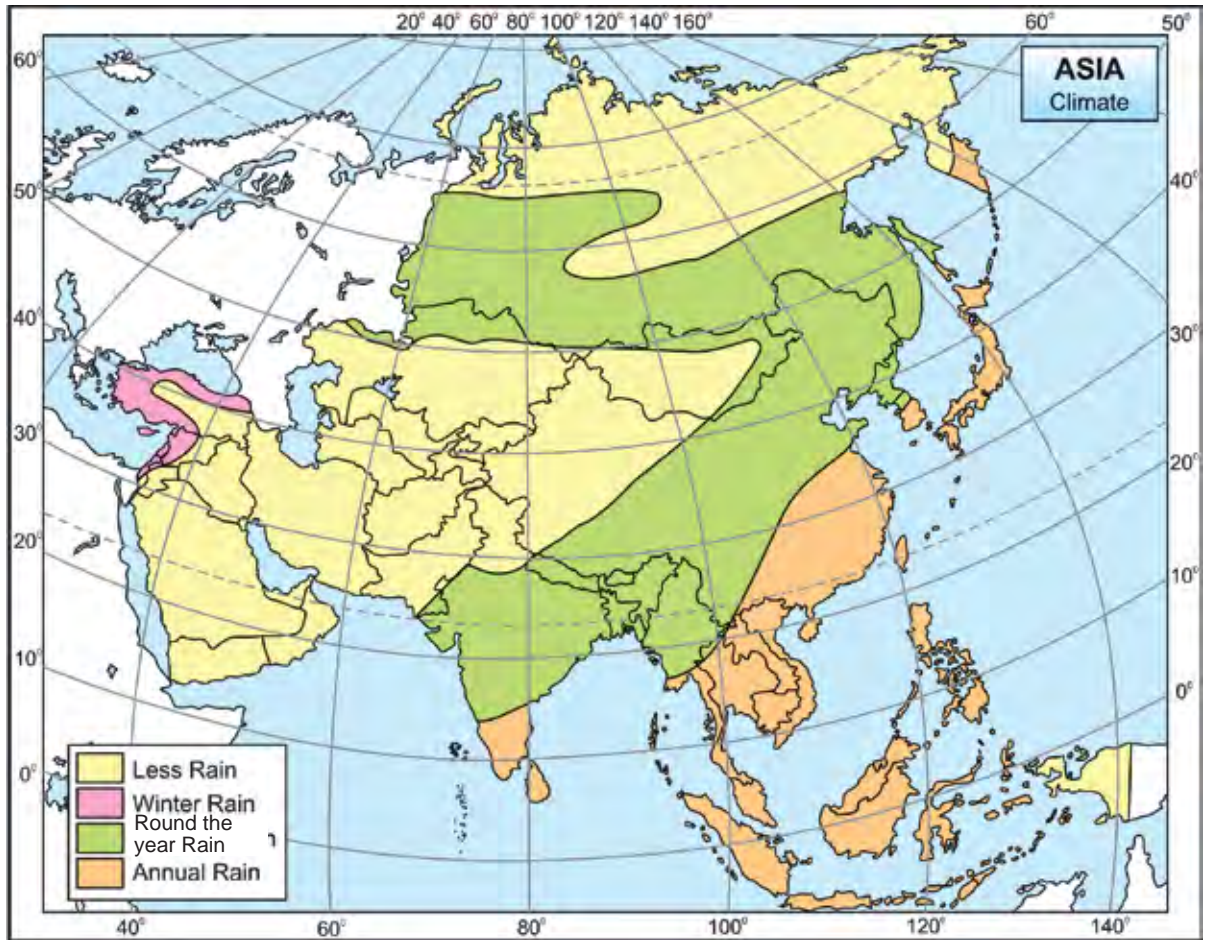 20° 40° 60° 80° 100° 120° 140° 160° 60° 50°
60°
ASIA
Climate
50°
40°
40°
30°
30°
20°
20°
10°
10°
0°
0°
Less Rain
Winter Rain
Round the
year Rain
Annual Rain
40° 60° 80° 100° 120° 140°